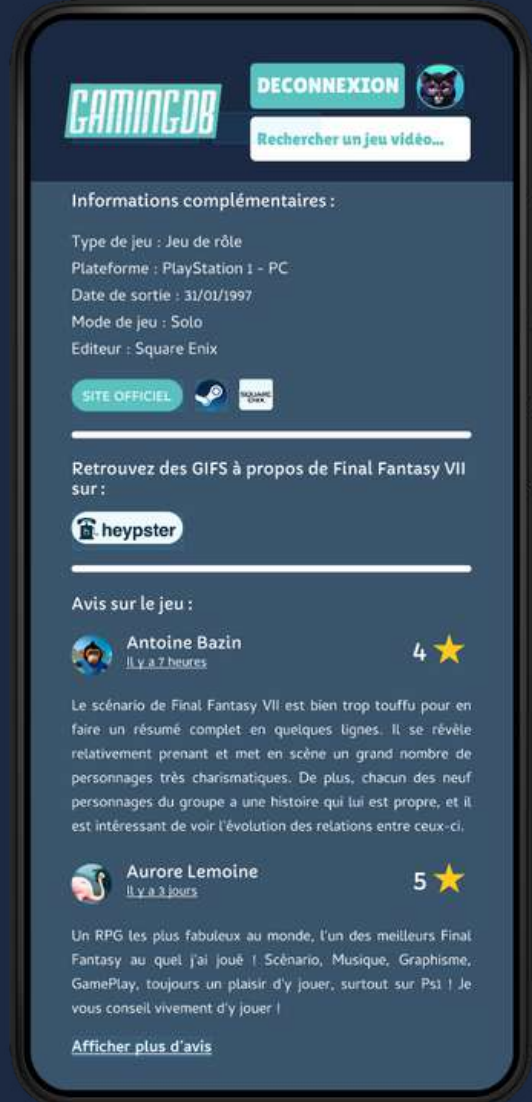 GAMINGDB
DECONNEXION
Rechercher un jeu vidéo...
Informations complémentaires :
Type de jeu : Jeu de rôle
Plateforme : PlayStation 1 - PC
Date de sortie : 31/01/1997
Mode de jeu : Solo
Editeur : Square Enix
SITE OFFICIEL
SQUARE
ENIX
Retrouvez des GIFS à propos de Final Fantasy VII
sur :
heypster
Avis sur le jeu :
Antoine Bazin
4
Il y a 7 heures
Le scénario de Final Fantasy VII est bien trop touffu pour en
faire un résumé complet en quelques lignes. Il se révèle
relativement prenant et met en scène un grand nombre de
personnages très charismatiques. De plus, chacun des neuf
personnages du groupe a une histoire qui lui est propre, et il
est intéressant de voir l'évolution des relations entre ceux-ci.
Aurore Lemoine
5
Il y a 3 jours
Un RPG les plus fabuleux au monde, l'un des meilleurs Final
Fantasy au quel j'ai joué ! Scénario, Musique, Graphisme,
GamePlay, toujours un plaisir d'y jouer, surtout sur Ps1 ! Je
vous conseil vivement d'y jouer !
Afficher plus d'avis